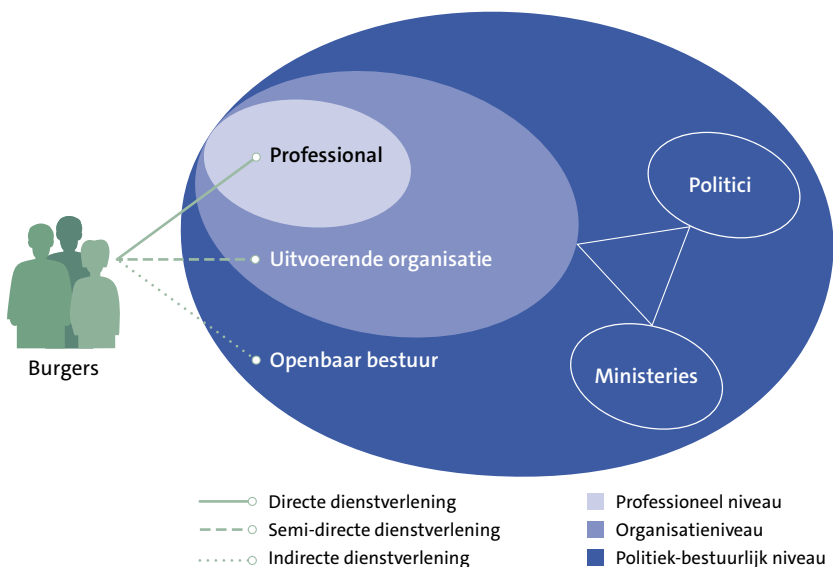 Professional
Politici
Uitvoerende organisatie
Burgers
Openbaar bestuur
Ministeries
Directe dienstverlening
Semi-directe dienstverlening
Indirecte dienstverlening
Professioneel niveau
Organisatieniveau
Politiek-bestuurlijk niveau